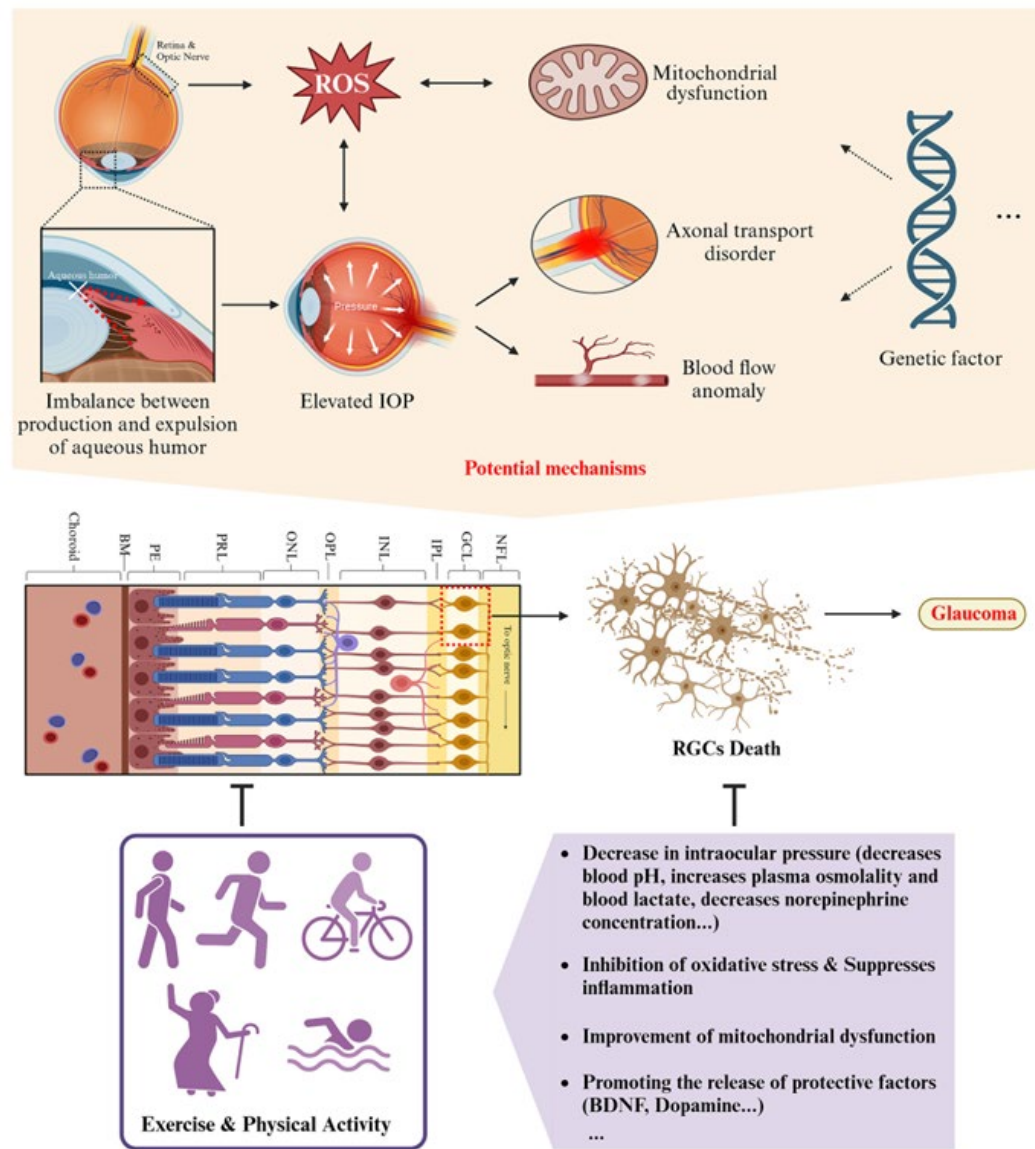 Retina &
Optic Nerve
ROS
Mitochondrial
dysfunction
Aqueous humor
Pressure
Axonal transport
disorder
...
Genetic factor
Blood flow
anomaly
Imbalance between
production and expulsion
of aqueous humor
Elevated IOP
Potential mechanisms
Choroid
BM
PE
PRL
ONL
OPL
INL
IPL
GCL
NFL
To optic nerve
Glaucoma
RGCs Death
• Decrease in intraocular pressure (decreases
blood pH, increases plasma osmolality and
blood lactate, decreases norepinephrine
concentration...)
• Inhibition of oxidative stress & Suppresses
inflammation
• Improvement of mitochondrial dysfunction
• Promoting the release of protective factors
(BDNF, Dopamine...)
...
Exercise & Physical Activity